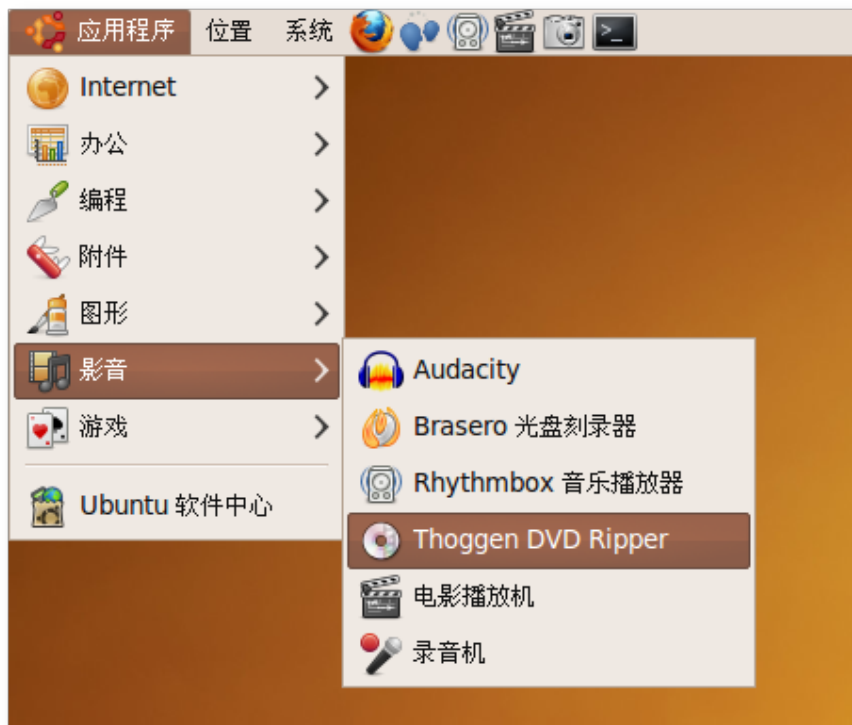 应用程序 位置 系统
Internet
办公
编程
附件
图形
影音
游戏
Ubuntu 软件中心
Audacity
Brasero 光盘刻录器
Rhythmbox 音乐播放器
Thoggen DVD Ripper
电影播放机
录音机